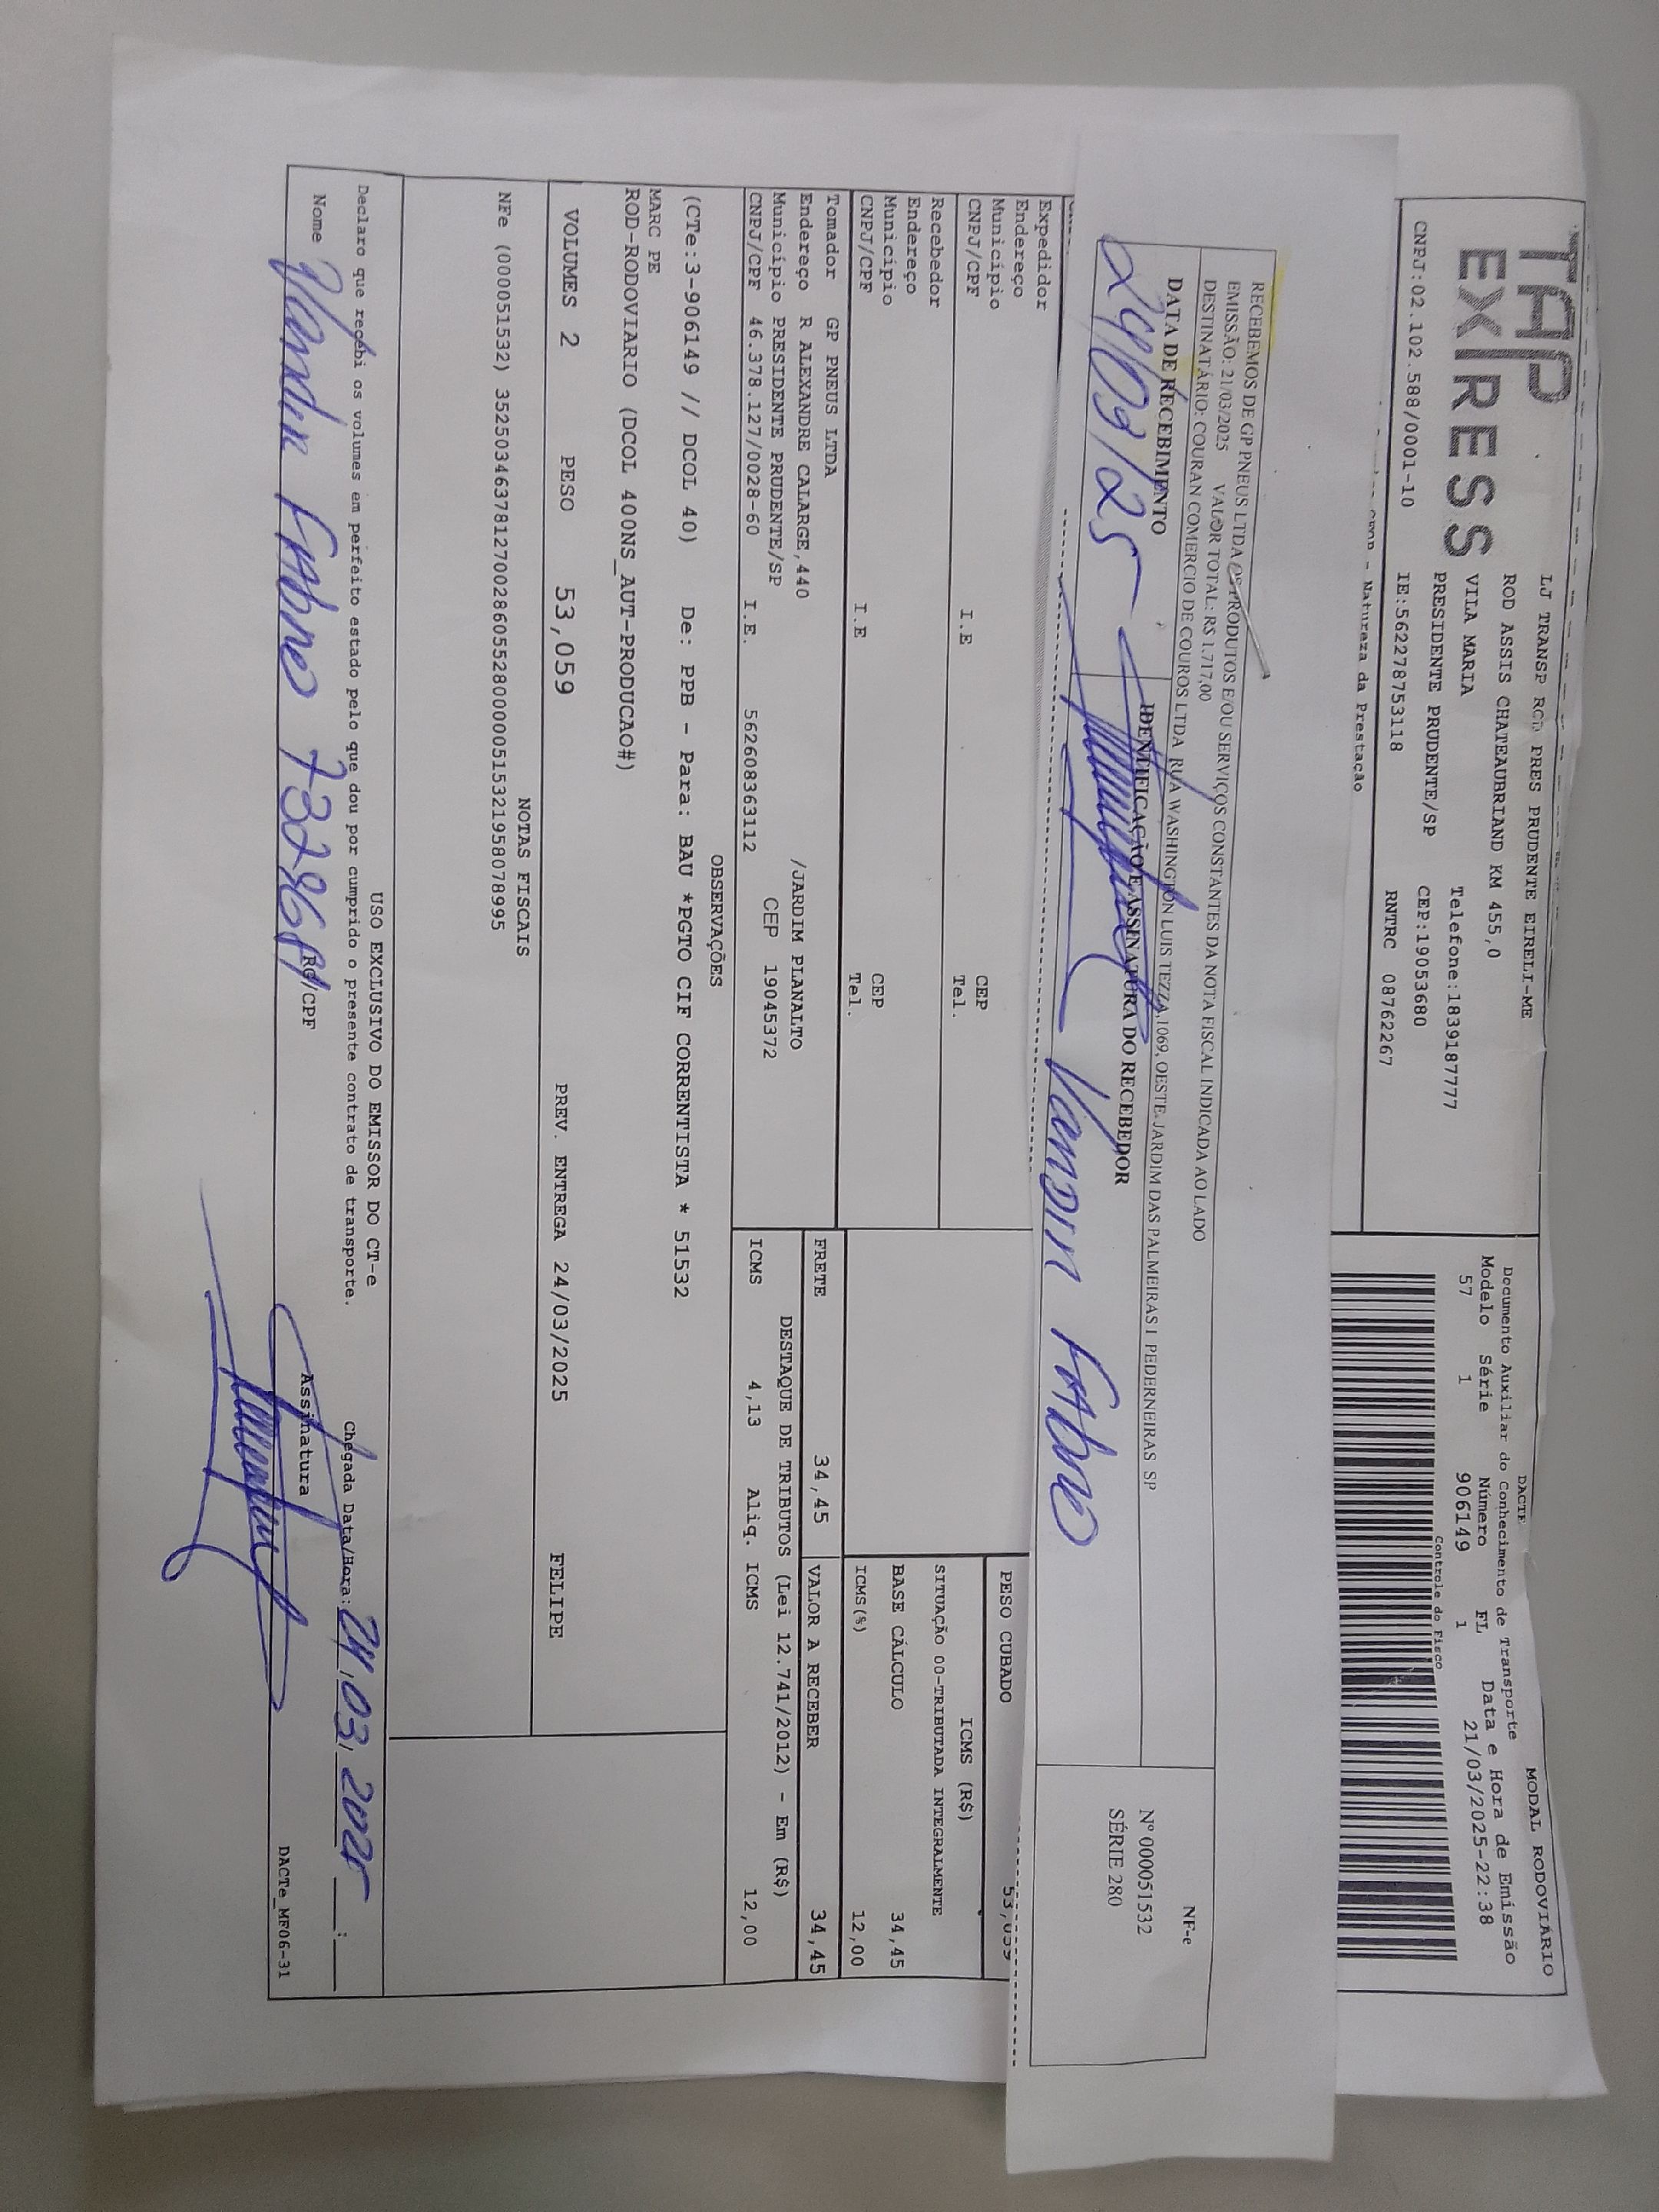 TAP
EXPRESS
LJ TRANSP ROD PRES PRUDENTE EIRELI-ME
ROD ASSIS CHATEAUBRIAND KM 455,0
VILA MARIA Telefone:1839187777
PRESIDENTE PRUDENTE/SP CEP:19053680
CNPJ:02.102.588/0001-10 IE:562278753118 RNTRC 08762267
CFOP - Natureza da Prestação
DACTE MODAL RODOVIÁRIO
Documento Auxiliar do Conhecimento de Transporte
Modelo Série Número FL Data e Hora de Emissão
57 1 906149 1 21/03/2025-22:38
Controle do Fisco
RECEBEMOS DE GP PNEUS LTDA OS PRODUTOS E/OU SERVIÇOS CONSTANTES DA NOTA FISCAL INDICADA AO LADO
EMISSÃO: 21/03/2025 VALOR TOTAL: R$ 1.717,00
DESTINATÁRIO: COURAN COMERCIO DE COUROS LTDA RUA WASHINGTON LUIS TEZZA,1069, OESTE-JARDIM DAS PALMEIRAS I PEDERNEIRAS SP
DATA DE RECEBIMENTO IDENTIFICAÇÃO E ASSINATURA DO RECEBEDOR
24/03/25
NF-e
Nº 000051532
SÉRIE 280
Expedidor
Endereço
Município CEP
CNPJ/CPF I.E Tel.
Recebedor
Endereço
Município CEP
CNPJ/CPF I.E Tel.
PESO CUBADO 53,059
ICMS (R$)
SITUAÇÃO 00-TRIBUTADA INTEGRALMENTE
BASE CÁLCULO 34,45
ICMS(%) 12,00
Tomador GP PNEUS LTDA
Endereço R ALEXANDRE CALARGE,440 /JARDIM PLANALTO
Município PRESIDENTE PRUDENTE/SP CEP 19045372
CNPJ/CPF 46.378.127/0028-60 I.E. 562608363112
FRETE 34,45 VALOR A RECEBER 34,45
DESTAQUE DE TRIBUTOS (Lei 12.741/2012) - Em (R$)
ICMS 4,13 Aliq. ICMS 12,00
OBSERVAÇÕES
(CTe:3-906149 // DCOL 40) De: PPB - Para: BAU *PGTO CIF CORRENTISTA * 51532
MARC PE
ROD-RODOVIARIO (DCOL 400NS_AUT-PRODUCAO#)
VOLUMES 2 PESO 53,059 PREV. ENTREGA 24/03/2025 FELIPE
NOTAS FISCAIS
NFe (000051532) 35250346378127002860552800000515321958078995
USO EXCLUSIVO DO EMISSOR DO CT-e
Declaro que recebi os volumes em perfeito estado pelo que dou por cumprido o presente contrato de transporte.
Chegada Data/Hora: 24/03/2025 __:__
Nome RG/CPF Assinatura
DACTe_MF06-31